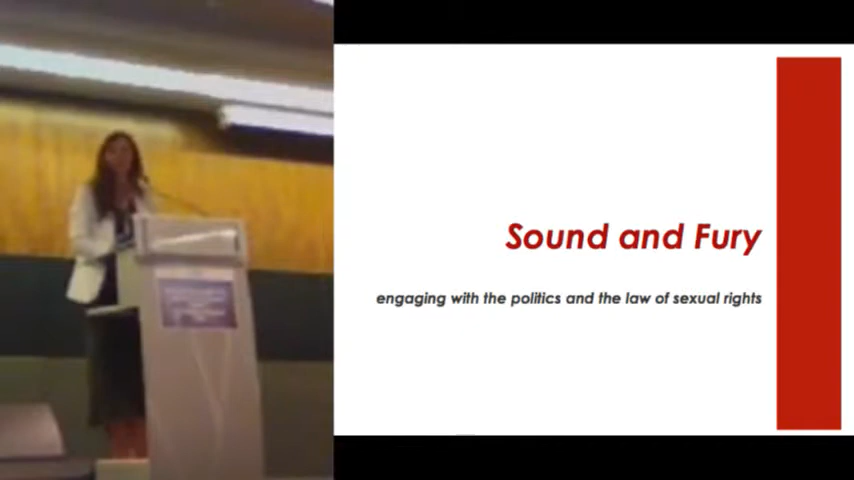 Sound and Fury
engaging with the politics and the law of sexual rights